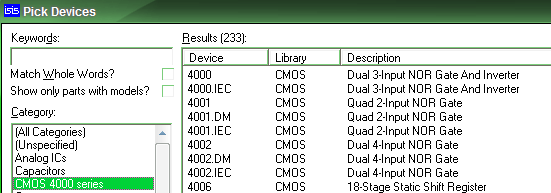 isis Pick Devices
Keywords:
Match Whole Words?
Show only parts with models?
Category:
(All Categories)
(Unspecified)
Analog ICs
Capacitors
CMOS 4000 series
Results (233):
Device Library Description
4000 CMOS Dual 3-Input NOR Gate And Inverter
4000.IEC CMOS Dual 3-Input NOR Gate And Inverter
4001 CMOS Quad 2-Input NOR Gate
4001.DM CMOS Quad 2-Input NOR Gate
4001.IEC CMOS Quad 2-Input NOR Gate
4002 CMOS Dual 4-Input NOR Gate
4002.DM CMOS Dual 4-Input NOR Gate
4002.IEC CMOS Dual 4-Input NOR Gate
4006 CMOS 18-Stage Static Shift Register